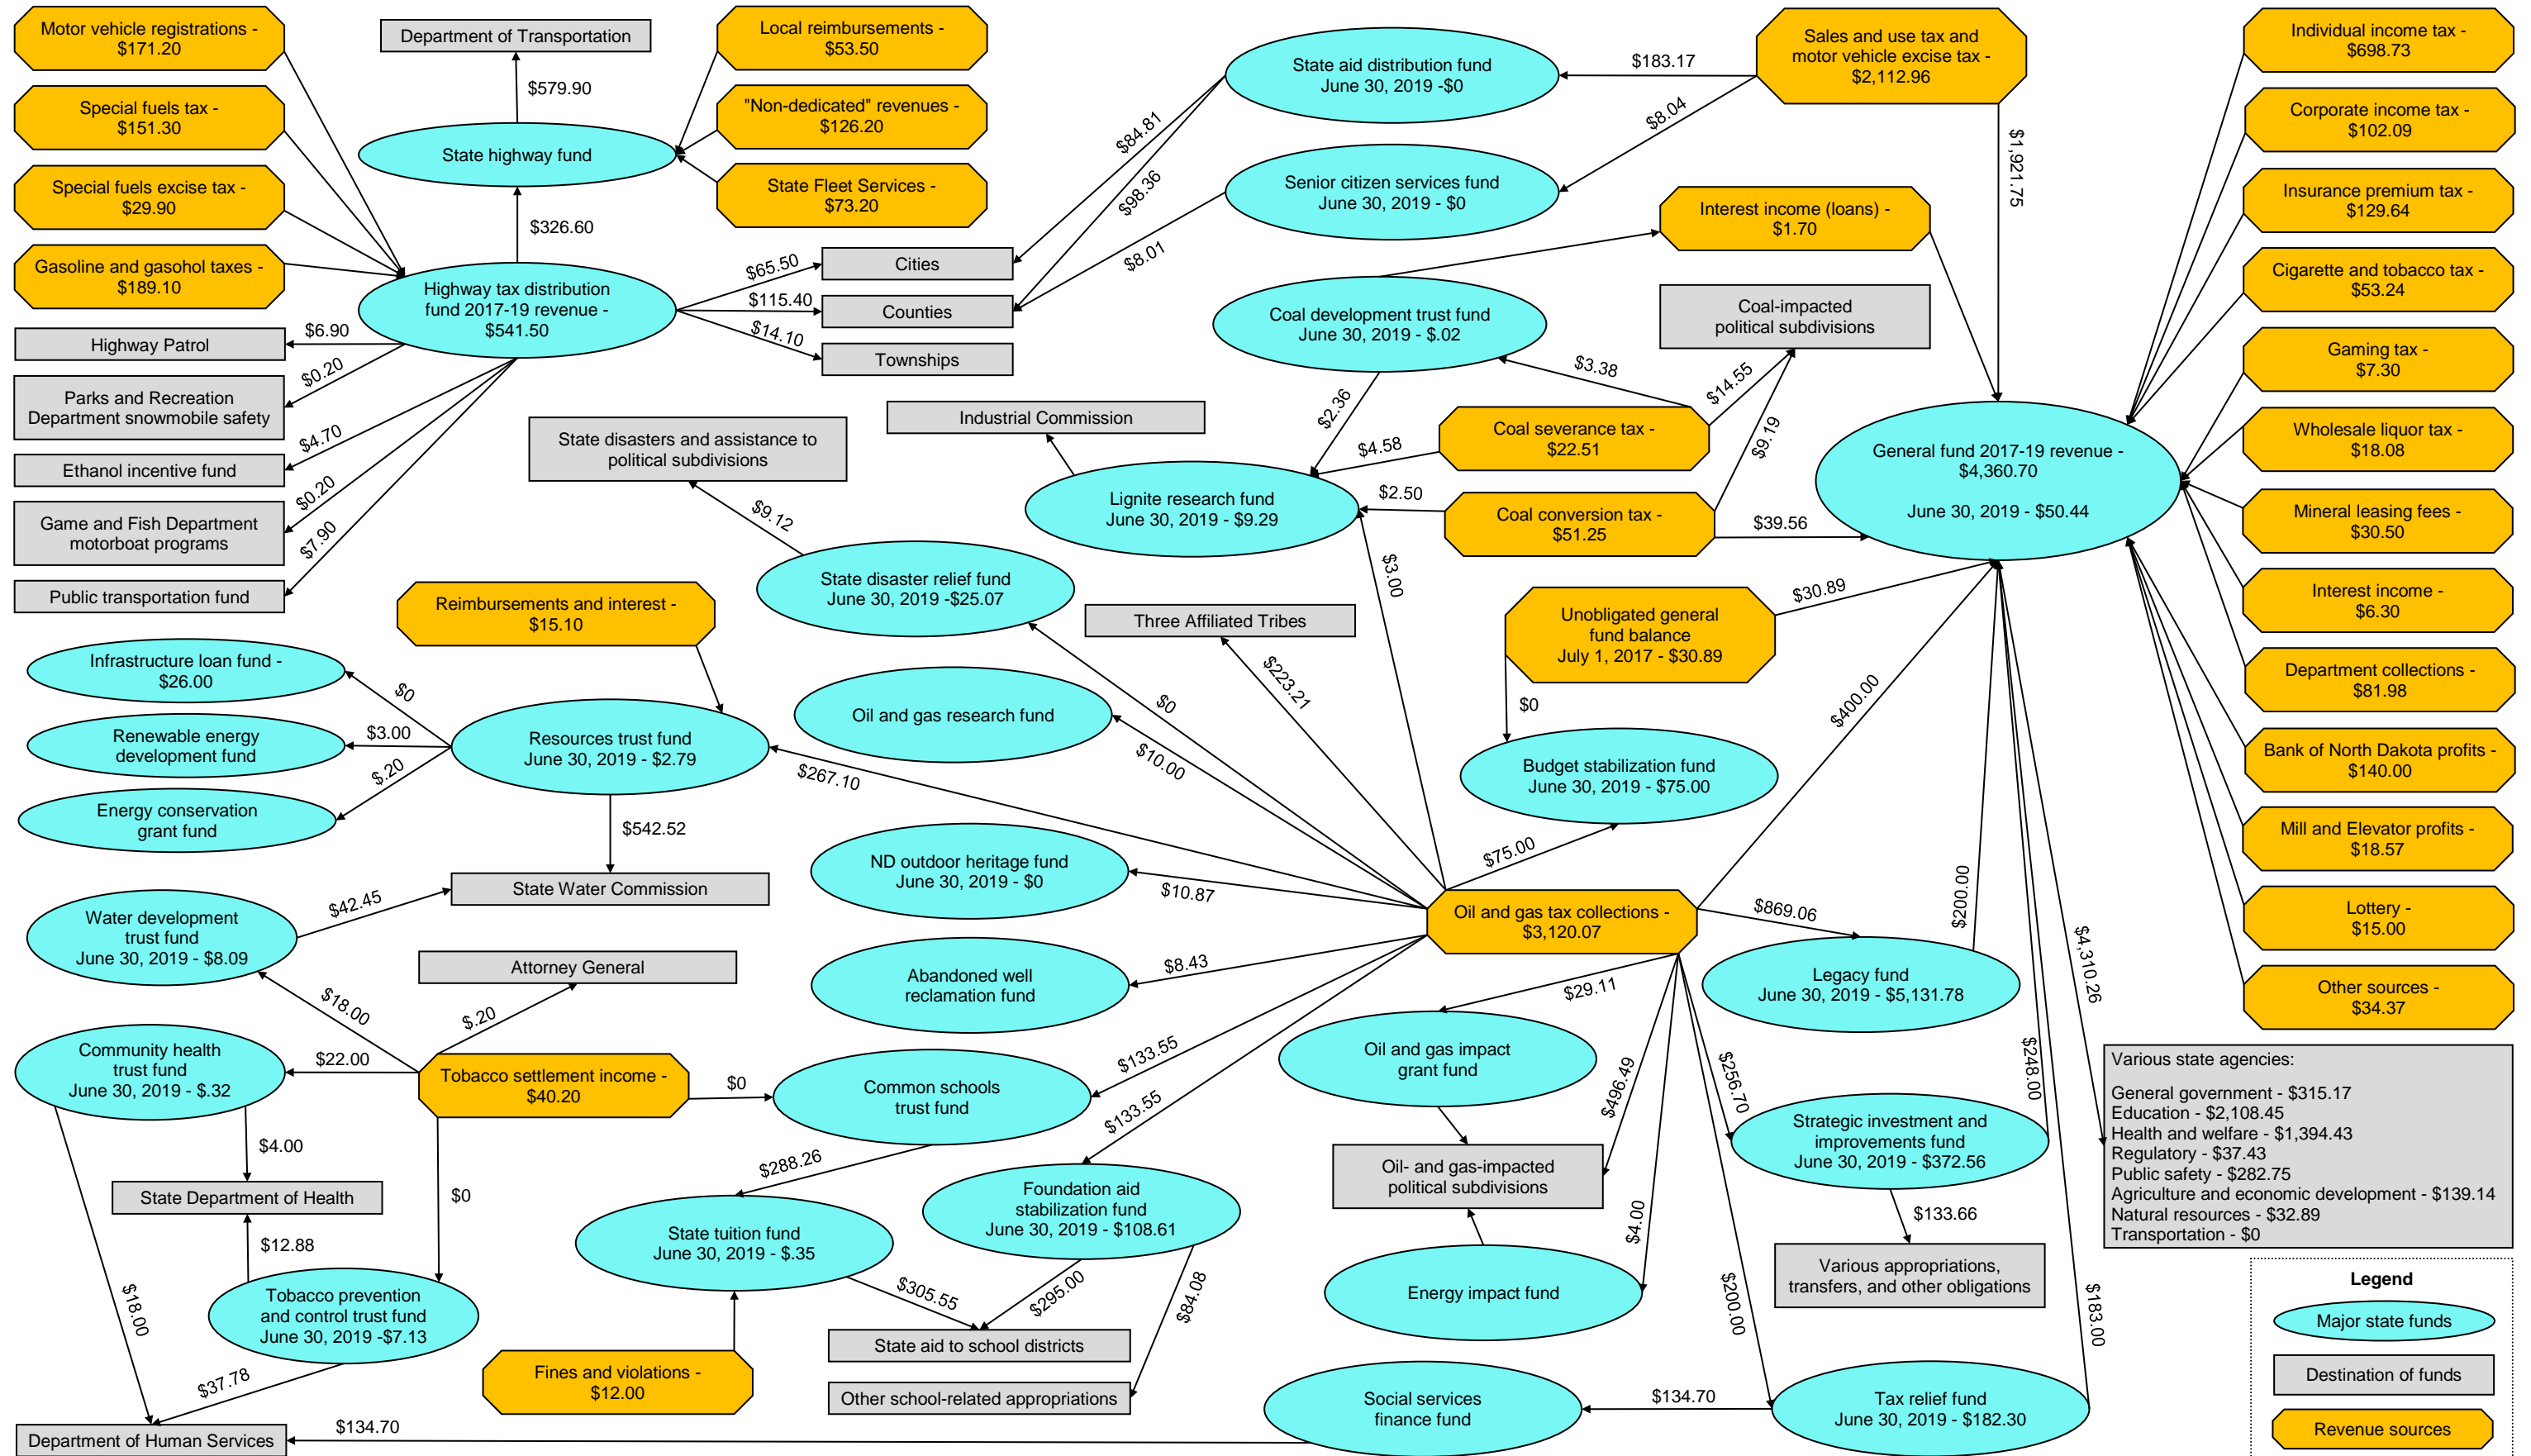 Motor vehicle registrations -
$171.20
Special fuels tax -
$151.30
Special fuels excise tax -
$29.90
Gasoline and gasohol taxes -
$189.10
Department of Transportation
$579.90
State highway fund
$326.60
Local reimbursements -
$53.50
"Non-dedicated" revenues -
$126.20
State Fleet Services -
$73.20
Highway tax distribution
fund 2017-19 revenue -
$541.50
$65.50
$115.40
$14.10
Cities
Counties
Townships
$6.90
Highway Patrol
$0.20
Parks and Recreation
Department snowmobile safety
$4.70
Ethanol incentive fund
$0.20
Game and Fish Department
motorboat programs
$7.90
Public transportation fund
State aid distribution fund
June 30, 2019 -$0
$183.17
$84.81
$98.36
Sales and use tax and
motor vehicle excise tax -
$2,112.96
$8.04
$1,921.75
Senior citizen services fund
June 30, 2019 - $0
$8.01
Interest income (loans) -
$1.70
Coal development trust fund
June 30, 2019 - $.02
Coal-impacted
political subdivisions
$3.38
$14.55
$2.36
$9.19
Industrial Commission
$4.58
Coal severance tax -
$22.51
Lignite research fund
June 30, 2019 - $9.29
$2.50
Coal conversion tax -
$51.25
$39.56
$3.00
General fund 2017-19 revenue -
$4,360.70
June 30, 2019 - $50.44
Individual income tax -
$698.73
Corporate income tax -
$102.09
Insurance premium tax -
$129.64
Cigarette and tobacco tax -
$53.24
Gaming tax -
$7.30
Wholesale liquor tax -
$18.08
Mineral leasing fees -
$30.50
Interest income -
$6.30
Department collections -
$81.98
Bank of North Dakota profits -
$140.00
Mill and Elevator profits -
$18.57
Lottery -
$15.00
Other sources -
$34.37
State disasters and assistance to
political subdivisions
$9.12
State disaster relief fund
June 30, 2019 -$25.07
Reimbursements and interest -
$15.10
Three Affiliated Tribes
$223.21
Unobligated general
fund balance
July 1, 2017 - $30.89
$30.89
$0
Infrastructure loan fund -
$26.00
$0
Renewable energy
development fund
$3.00
Energy conservation
grant fund
$.20
Resources trust fund
June 30, 2019 - $2.79
Oil and gas research fund
$0
$10.00
$267.10
$542.52
State Water Commission
Budget stabilization fund
June 30, 2019 - $75.00
$75.00
$400.00
ND outdoor heritage fund
June 30, 2019 - $0
$10.87
Oil and gas tax collections -
$3,120.07
$869.06
$200.00
Legacy fund
June 30, 2019 - $5,131.78
$4,310.26
Water development
trust fund
June 30, 2019 - $8.09
$42.45
Attorney General
Abandoned well
reclamation fund
$8.43
$18.00
$.20
Community health
trust fund
June 30, 2019 - $.32
$22.00
Tobacco settlement income -
$40.20
$0
Common schools
trust fund
$133.55
$133.55
$29.11
Oil and gas impact
grant fund
$496.49
$256.70
$248.00
$4.00
State Department of Health
$0
$12.88
$18.00
Tobacco prevention
and control trust fund
June 30, 2019 -$7.13
$37.78
Department of Human Services
$288.26
State tuition fund
June 30, 2019 - $.35
Foundation aid
stabilization fund
June 30, 2019 - $108.61
$305.55
$295.00
$84.08
Fines and violations -
$12.00
State aid to school districts
Other school-related appropriations
Oil- and gas-impacted
political subdivisions
$4.00
Energy impact fund
Strategic investment and
improvements fund
June 30, 2019 - $372.56
$133.66
Various appropriations,
transfers, and other obligations
$200.00
$183.00
Social services
finance fund
$134.70
Tax relief fund
June 30, 2019 - $182.30
$134.70
Various state agencies:
General government - $315.17
Education - $2,108.45
Health and welfare - $1,394.43
Regulatory - $37.43
Public safety - $282.75
Agriculture and economic development - $139.14
Natural resources - $32.89
Transportation - $0
Legend
Major state funds
Destination of funds
Revenue sources